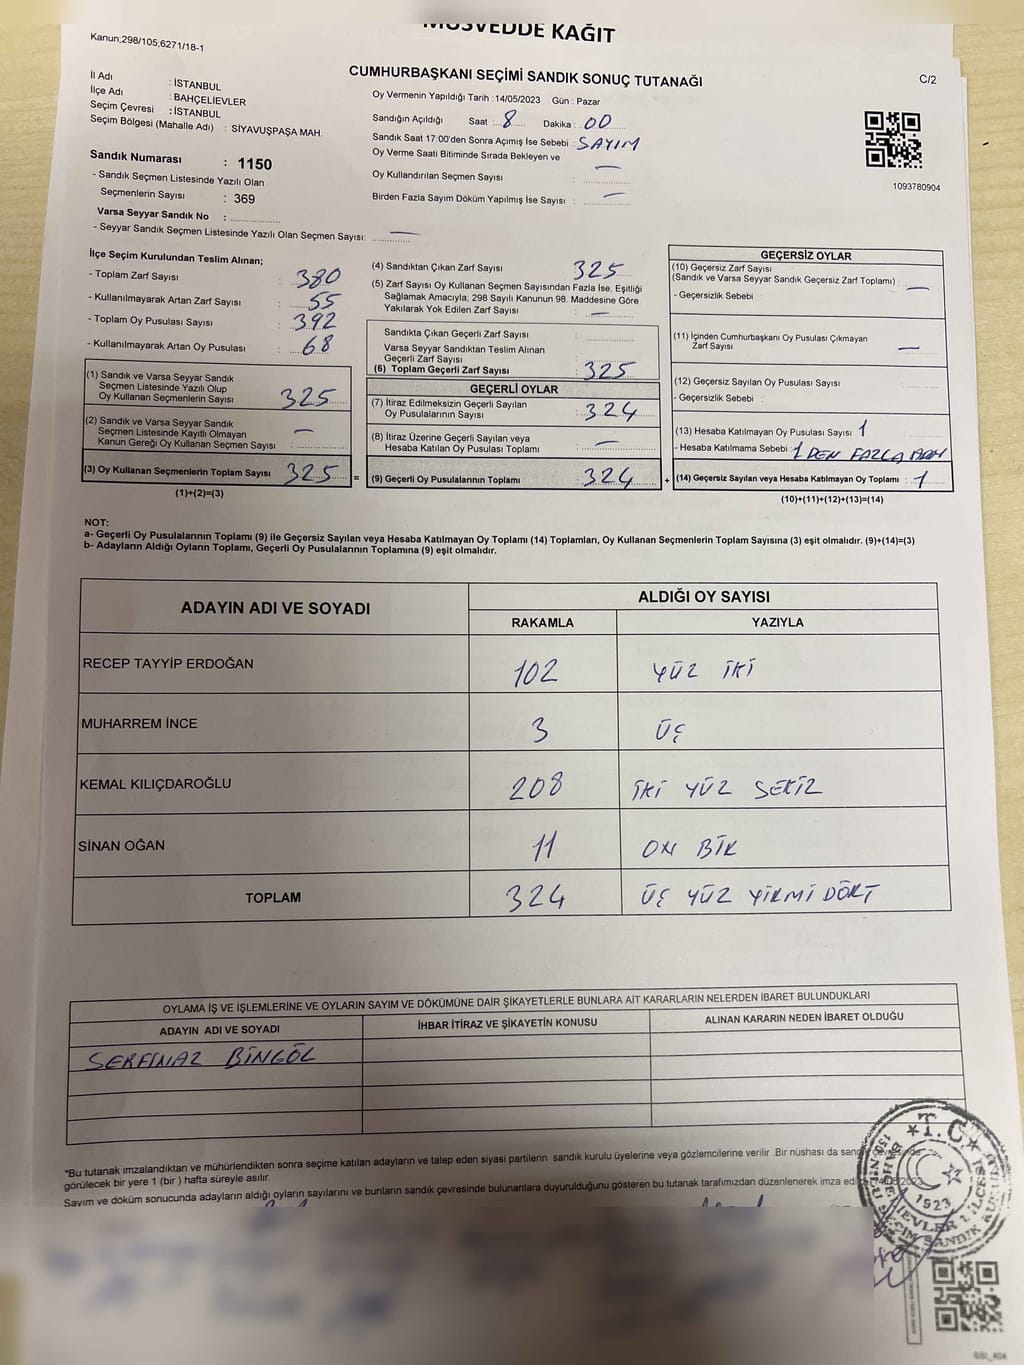 MÜSVEDDE KAĞIT
Kanun;298/105,6271/18-1
C/2
CUMHURBAŞKANI SEÇİMİ SANDIK SONUÇ TUTANAĞI
İl Adı : İSTANBUL
İlçe Adı : BAHÇELİEVLER
Seçim Çevresi : İSTANBUL
Seçim Bölgesi (Mahalle Adı) : SİYAVUŞPAŞA MAH.
Sandık Numarası : 1150
- Sandık Seçmen Listesinde Yazılı Olan
Seçmenlerin Sayısı : 369
Varsa Seyyar Sandık No :
- Seyyar Sandık Seçmen Listesinde Yazılı Olan Seçmen Sayısı: —
Oy Vermenin Yapıldığı Tarih :14/05/2023 Gün : Pazar
Sandığın Açıldığı Saat : 8 Dakika : 00
Sandık Saat 17:00'den Sonra Açımış İse Sebebi : SAYIM
Oy Verme Saati Bitiminde Sırada Bekleyen ve —
Oy Kullandırılan Seçmen Sayısı :
Birden Fazla Sayım Döküm Yapılmış İse Sayısı : —
1093780904
İlçe Seçim Kurulundan Teslim Alınan;
- Toplam Zarf Sayısı : 380
- Kullanılmayarak Artan Zarf Sayısı : 55
- Toplam Oy Pusulası Sayısı : 392
- Kullanılmayarak Artan Oy Pusulası : 68
(1) Sandık ve Varsa Seyyar Sandık
Seçmen Listesinde Yazılı Olup
Oy Kullanan Seçmenlerin Sayısı : 325
(2) Sandık ve Varsa Seyyar Sandık
Seçmen Listesinde Kayıtlı Olmayan —
Kanun Gereği Oy Kullanan Seçmen Sayısı :
(3) Oy Kullanan Seçmenlerin Toplam Sayısı 325 =
(1)+(2)=(3)
(4) Sandıktan Çıkan Zarf Sayısı : 325
(5) Zarf Sayısı Oy Kullanan Seçmen Sayısından Fazla İse, Eşitliği
Sağlamak Amacıyla; 298 Sayılı Kanunun 98. Maddesine Göre
Yakılarak Yok Edilen Zarf Sayısı : —
Sandıkta Çıkan Geçerli Zarf Sayısı :
Varsa Seyyar Sandıktan Teslim Alınan
Geçerli Zarf Sayısı :
(6) Toplam Geçerli Zarf Sayısı : 325
GEÇERLİ OYLAR
(7) İtiraz Edilmeksizin Geçerli Sayılan
Oy Pusulalarının Sayısı : 324
(8) İtiraz Üzerine Geçerli Sayılan veya
Hesaba Katılan Oy Pusulası Toplamı : —
(9) Geçerli Oy Pusulalarının Toplamı : 324 +
GEÇERSİZ OYLAR
(10) Geçersiz Zarf Sayısı
(Sandık ve Varsa Seyyar Sandık Geçersiz Zarf Toplamı) : —
- Geçersizlik Sebebi :
(11) İçinden Cumhurbaşkanı Oy Pusulası Çıkmayan
Zarf Sayısı : —
(12) Geçersiz Sayılan Oy Pusulası Sayısı :
- Geçersizlik Sebebi :
(13) Hesaba Katılmayan Oy Pusulası Sayısı : 1
- Hesaba Katılmama Sebebi : 1 DEN FAZLA
(14) Geçersiz Sayılan veya Hesaba Katılmayan Oy Toplamı : 1
(10)+(11)+(12)+(13)=(14)
NOT:
a- Geçerli Oy Pusulalarının Toplamı (9) ile Geçersiz Sayılan veya Hesaba Katılmayan Oy Toplamı (14) Toplamları, Oy Kullanan Seçmenlerin Toplam Sayısına (3) eşit olmalıdır. (9)+(14)=(3)
b- Adayların Aldığı Oyların Toplamı, Geçerli Oy Pusulalarının Toplamına (9) eşit olmalıdır.
ADAYIN ADI VE SOYADI ALDIĞI OY SAYISI
RAKAMLA YAZIYLA
RECEP TAYYİP ERDOĞAN 102 YÜZ İKİ
MUHARREM İNCE 3 ÜÇ
KEMAL KILIÇDAROĞLU 208 İKİ YÜZ SEKİZ
SİNAN OĞAN 11 ON BİR
TOPLAM 324 ÜÇ YÜZ YİRMİ DÖRT
OYLAMA İŞ VE İŞLEMLERİNE VE OYLARIN SAYIM VE DÖKÜMÜNE DAİR ŞİKAYETLERLE BUNLARA AİT KARARLARIN NELERDEN İBARET BULUNDUKLARI
ADAYIN ADI VE SOYADI İHBAR İTİRAZ VE ŞİKAYETİN KONUSU ALINAN KARARIN NEDEN İBARET OLDUĞU
SERFİNAZ BİNGÖL
"Bu tutanak imzalandıktan ve mühürlendikten sonra seçime katılan adayların ve talep eden siyasi partilerin sandık kurulu üyelerine veya gözlemcilerine verilir .Bir nüshası da sandık çevresinde
görülecek bir yere 1 (bir ) hafta süreyle asılır.
Sayım ve döküm sonucunda adayların aldığı oyların sayılarını ve bunların sandık çevresinde bulunanlara duyurulduğunu gösteren bu tutanak tarafımızdan düzenlenerek imza
T.C.
BAHÇELİEVLER İLÇESİ
1923